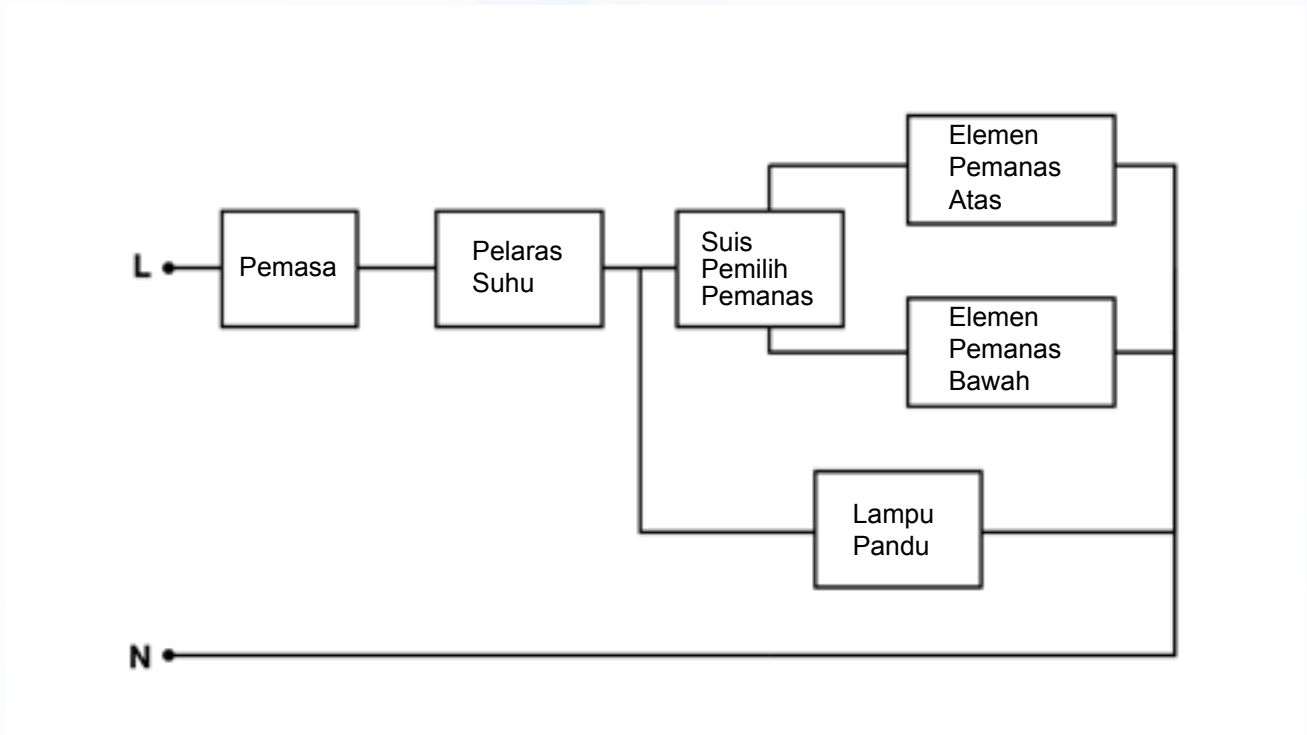 Elemen
Pemanas
Atas
L
Pemasa
Pelaras
Suhu
Suis
Pemilih
Pemanas
Elemen
Pemanas
Bawah
Lampu
Pandu
N